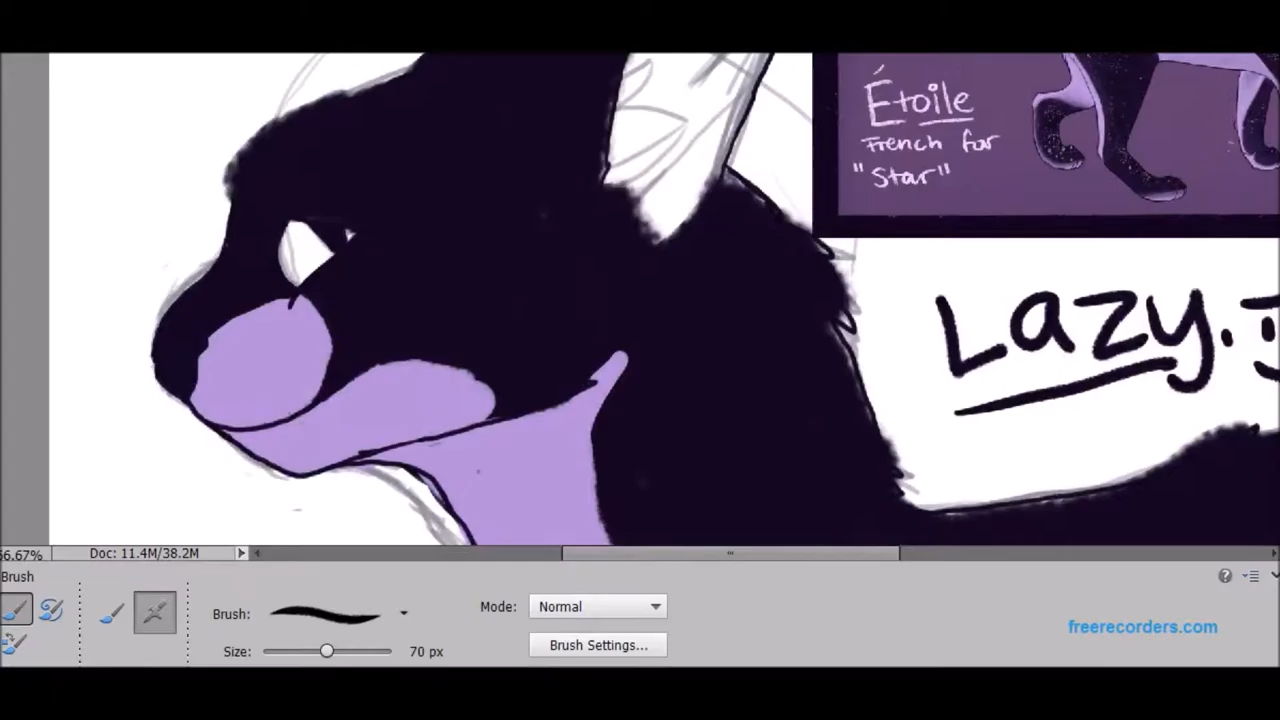 Étoile
French for
"Star"
Lazy.
66.67%
Doc: 11.4M/38.2M
Brush
Brush:
Mode:
Normal
Size:
70 px
Brush Settings...
freerecorders.com